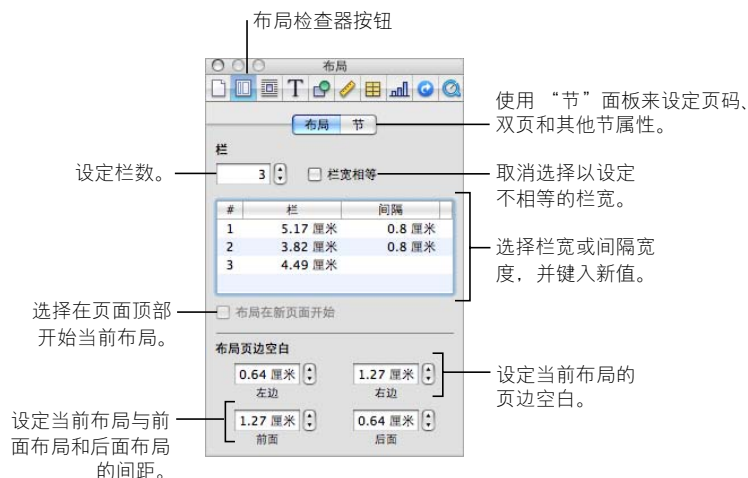 布局检查器按钮
布局
T
布局 节
使用 “节”面板来设定页码、
双页和其他节属性。
栏
设定栏数。
3
栏宽相等
取消选择以设定
不相等的栏宽。
# 栏 间隔
1 5.17 厘米 0.8 厘米
2 3.82 厘米 0.8 厘米
3 4.49 厘米
选择栏宽或间隔宽
度，并键入新值。
选择在页面顶部
开始当前布局。
布局在新页面开始
布局页边空白
0.64 厘米 1.27 厘米
左边 右边
设定当前布局的
页边空白。
设定当前布局与前
面布局和后面布局
的间距。
1.27 厘米 0.64 厘米
前面 后面